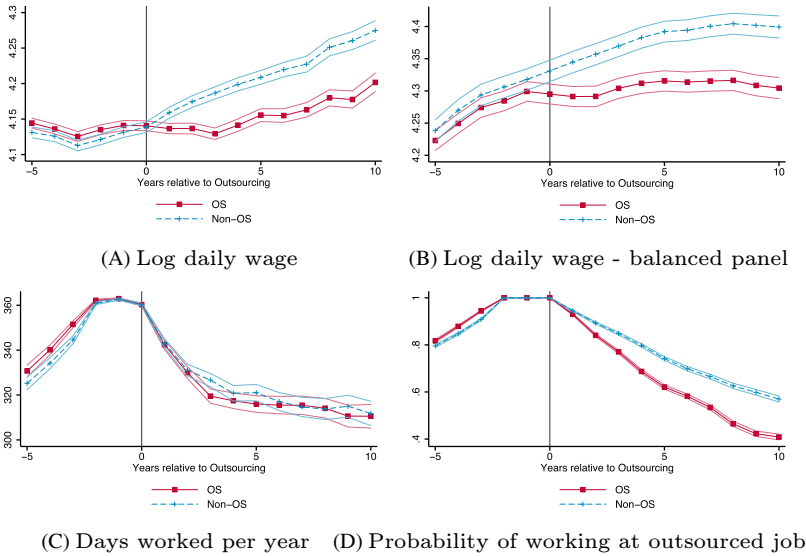 4.3
4.2
4.15
4.1
-5
0
5
10
Years relative to Outsourcing
OS
Non-OS
(A) Log daily wage
4.4
4.35
4.3
4.25
4.2
-5
0
5
10
Years relative to Outsourcing
OS
Non-OS
(B) Log daily wage - balanced panel
360
340
320
300
-5
0
5
10
Years relative to Outsourcing
OS
Non-OS
(C) Days worked per year
1
.8
.6
.4
-5
0
5
10
Years relative to Outsourcing
OS
Non-OS
(D) Probability of working at outsourced job